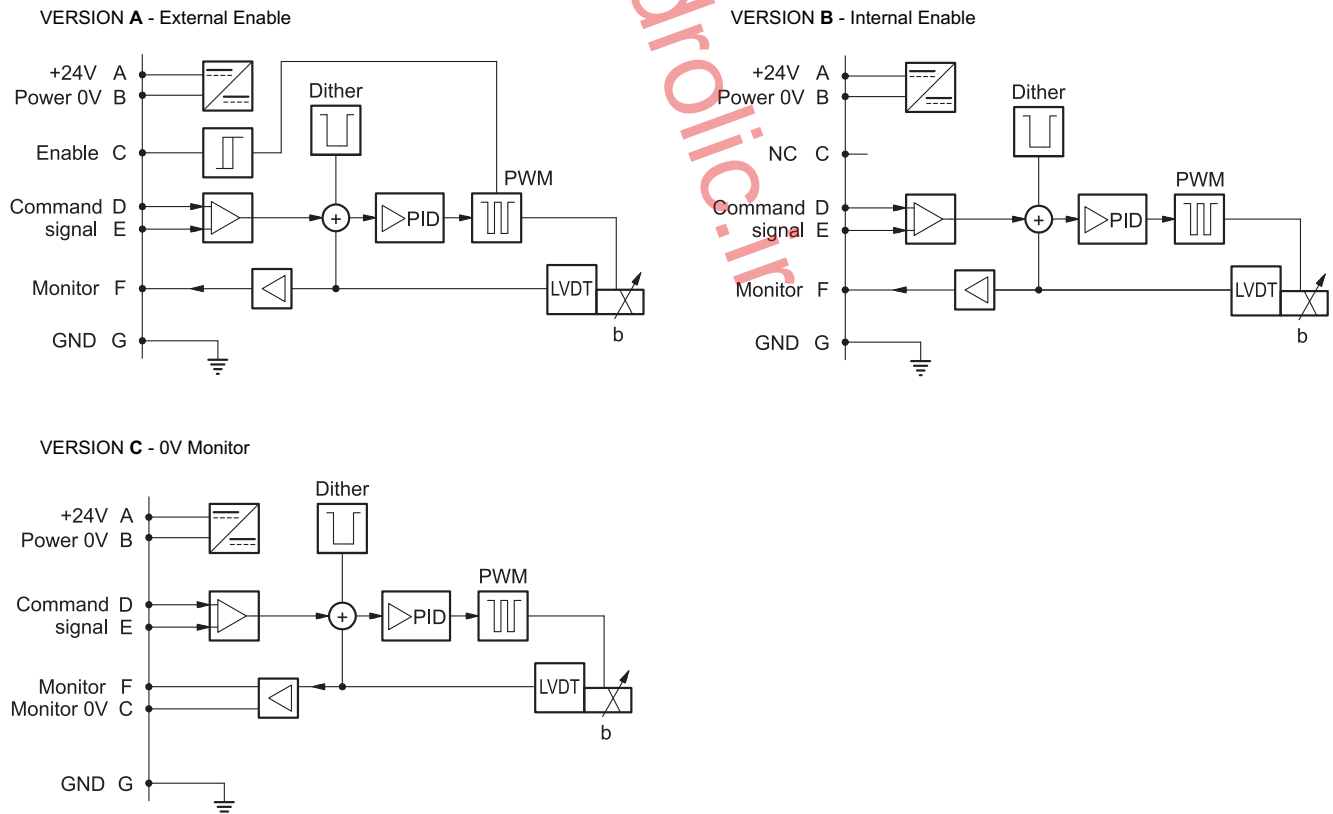 VERSION A - External Enable
+24V A
Power 0V B
Enable C
Command D
signal E
Monitor F
GND G
Dither
+
PID
PWM
LVDT
b
VERSION B - Internal Enable
+24V A
Power 0V B
NC C
Command D
signal E
Monitor F
GND G
Dither
+
PID
PWM
LVDT
b
VERSION C - 0V Monitor
+24V A
Power 0V B
Command D
signal E
Monitor F
Monitor 0V C
GND G
Dither
+
PID
PWM
LVDT
b
drolic.ir